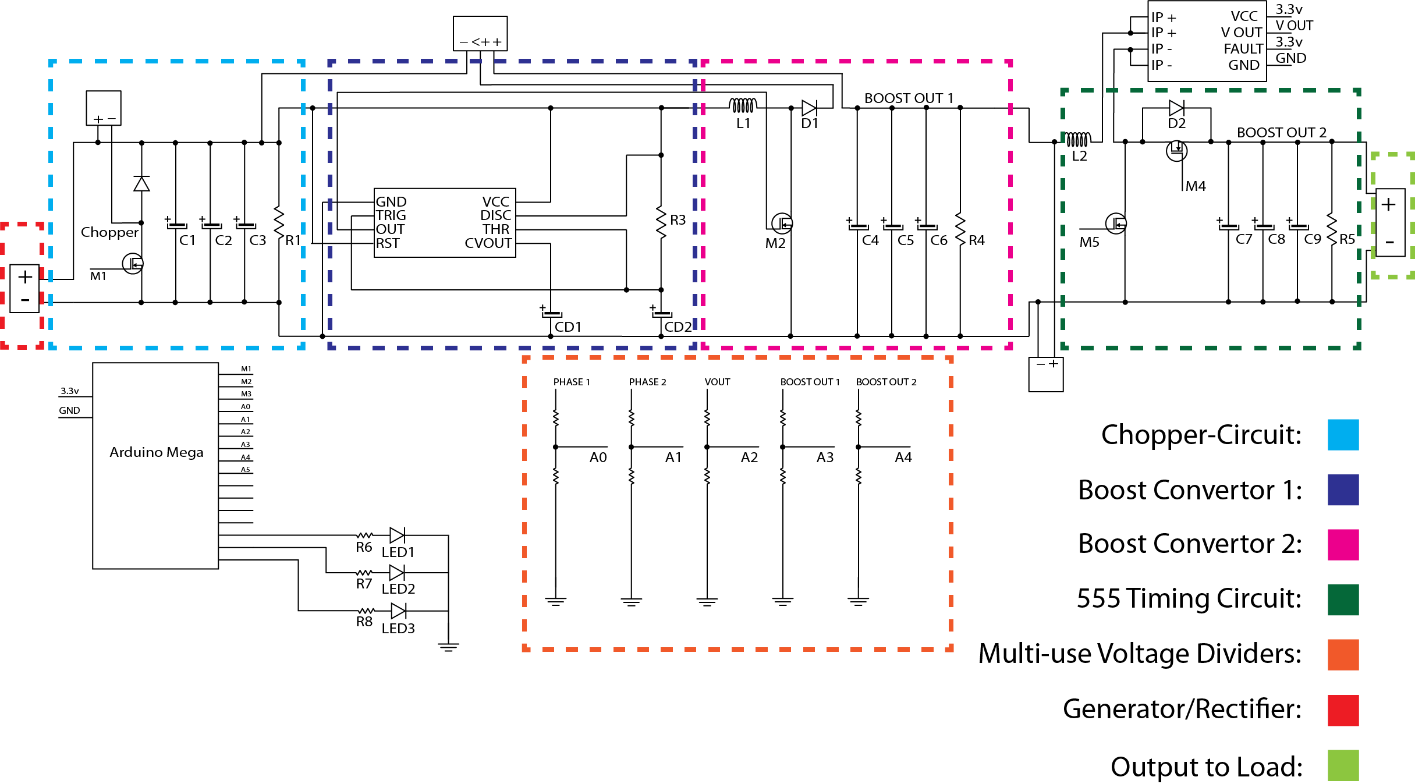 - < + +
IP + VCC 3.3v
IP + V OUT V OUT
IP - FAULT 3.3v
IP - GND GND
+ -
BOOST OUT 1
L1
D1
D2
BOOST OUT 2
L2
M4
Chopper
M1
+ C1
+ C2
+ C3
R1
GND VCC
TRIG DISC
OUT THR
RST CVOUT
R3
M2
+ C4
+ C5
+ C6
R4
M5
+ C7
+ C8
+ C9
R5
+
-
+
-
+ CD1
+ CD2
- +
Arduino Mega
3.3v
GND
M1
M2
M3
A0
A1
A2
A3
A4
A5
R6 LED1
R7 LED2
R8 LED3
PHASE 1 PHASE 2 VOUT BOOST OUT 1 BOOST OUT 2
A0 A1 A2 A3 A4
Chopper-Circuit:
Boost Convertor 1:
Boost Convertor 2:
555 Timing Circuit:
Multi-use Voltage Dividers:
Generator/Rectifier:
Output to Load: